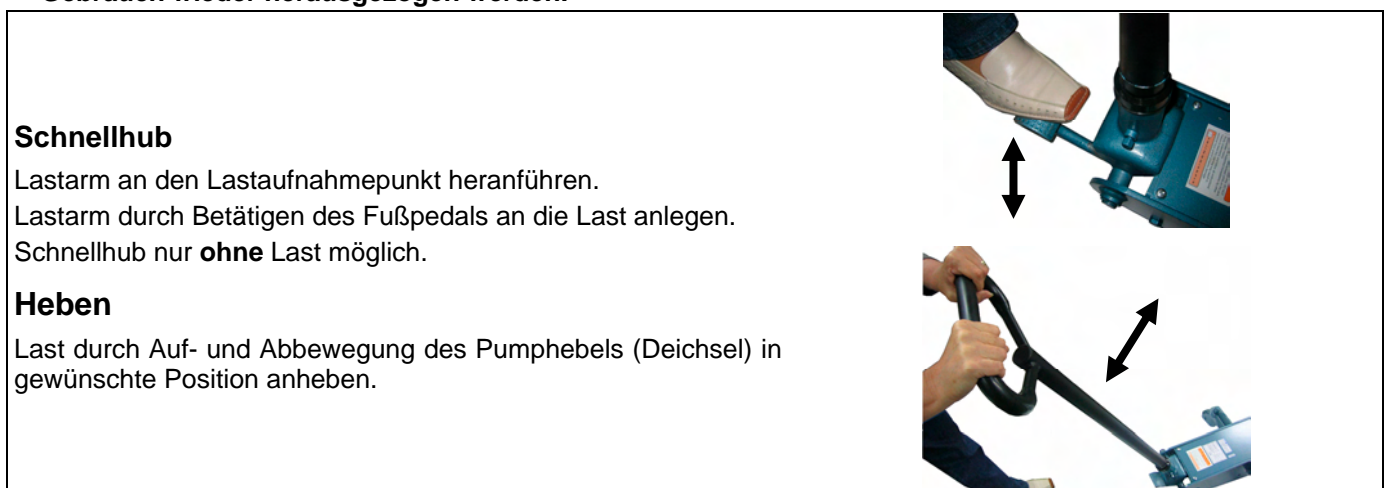 Schnellhub
Lastarm an den Lastaufnahmepunkt heranführen.
Lastarm durch Betätigen des Fußpedals an die Last anlegen.
Schnellhub nur ohne Last möglich.
Heben
Last durch Auf- und Abbewegung des Pumphebels (Deichsel) in
gewünschte Position anheben.